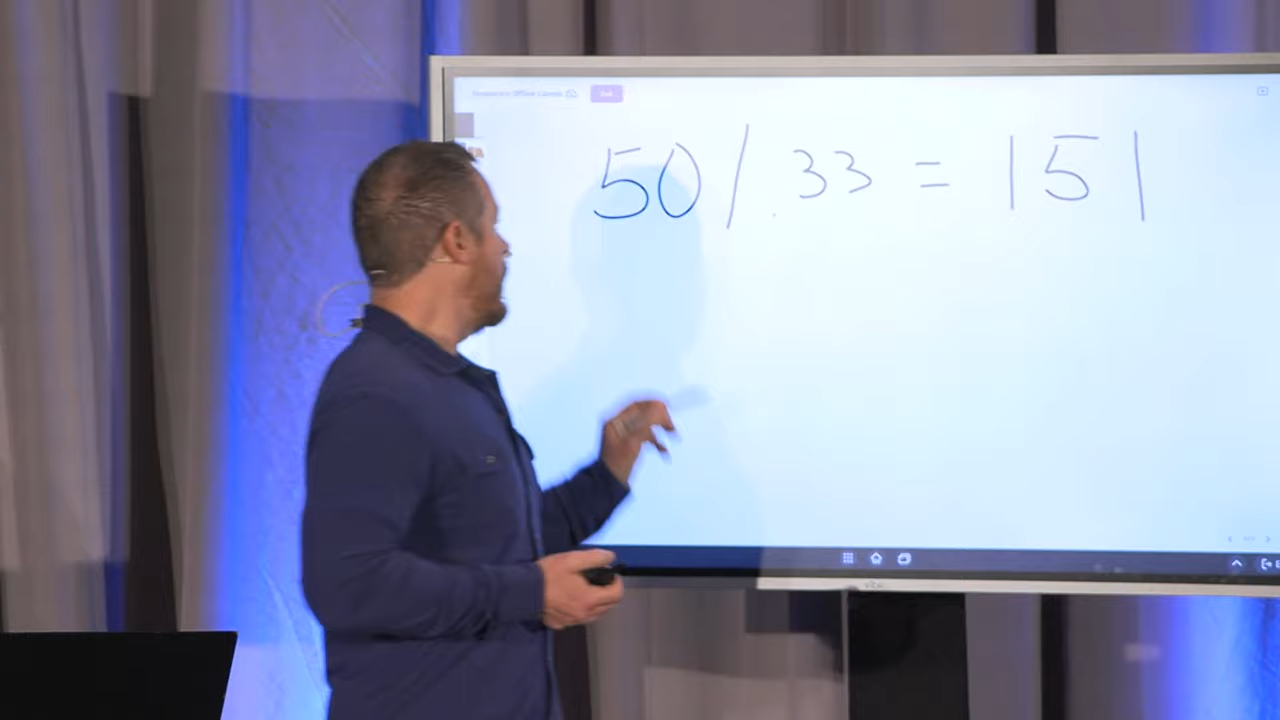 50 / .33 = 151